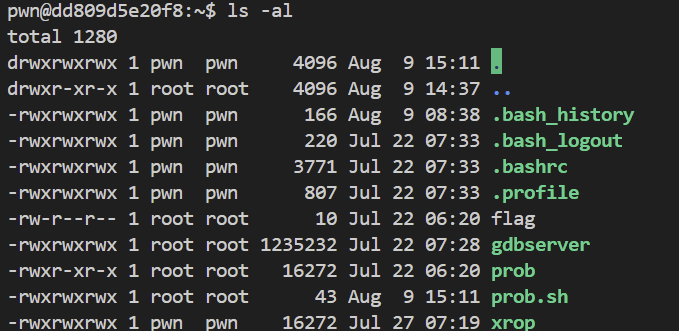 pwn@dd809d5e20f8:~$ ls -al
total 1280
drwxrwxrwx 1 pwn  pwn     4096 Aug  9 15:11 .
drwxr-xr-x 1 root root    4096 Aug  9 14:37 ..
-rwxrwxrwx 1 pwn  pwn      166 Aug  9 08:38 .bash_history
-rwxrwxrwx 1 pwn  pwn      220 Jul 22 07:33 .bash_logout
-rwxrwxrwx 1 pwn  pwn     3771 Jul 22 07:33 .bashrc
-rwxrwxrwx 1 pwn  pwn      807 Jul 22 07:33 .profile
-rw-r--r-- 1 root root      10 Jul 22 06:20 flag
-rwxrwxrwx 1 root root 1235232 Jul 22 07:28 gdbserver
-rwxr-xr-x 1 root root   16272 Jul 22 06:20 prob
-rwxrwxrwx 1 root root      43 Aug  9 15:11 prob.sh
-rwxrwxrwx 1 pwn  pwn    16272 Jul 27 07:19 xrop